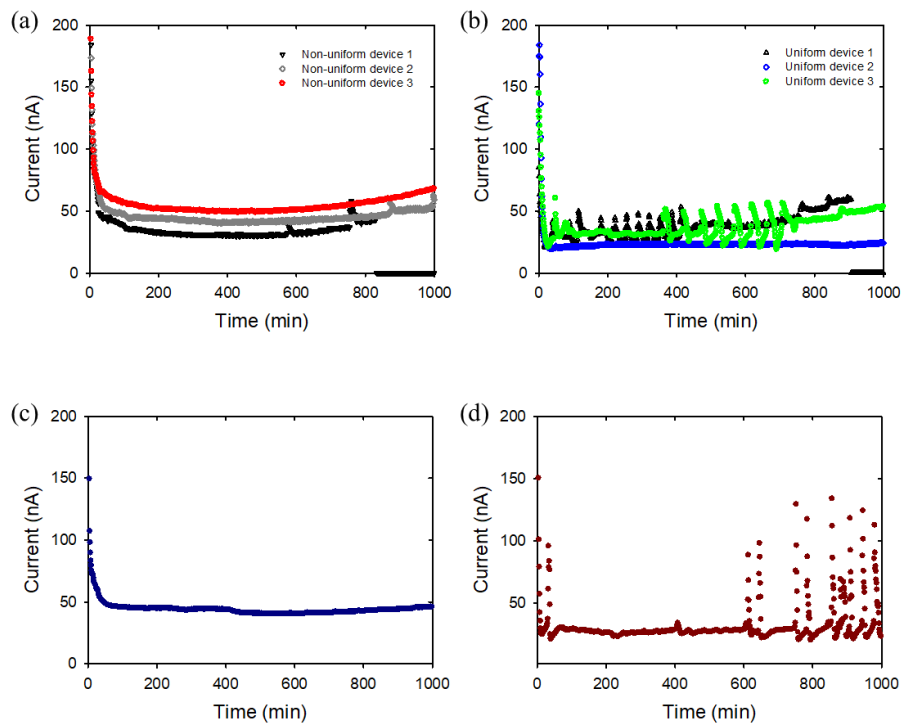 (a)
200
150
100
50
0
Current (nA)
Non-uniform device 1
Non-uniform device 2
Non-uniform device 3
0 200 400 600 800 1000
Time (min)
(b)
200
150
100
50
0
Current (nA)
Uniform device 1
Uniform device 2
Uniform device 3
0 200 400 600 800 1000
Time (min)
(c)
200
150
100
50
0
Current (nA)
0 200 400 600 800 1000
Time (min)
(d)
200
150
100
50
Current (nA)
0 200 400 600 800 1000
Time (min)